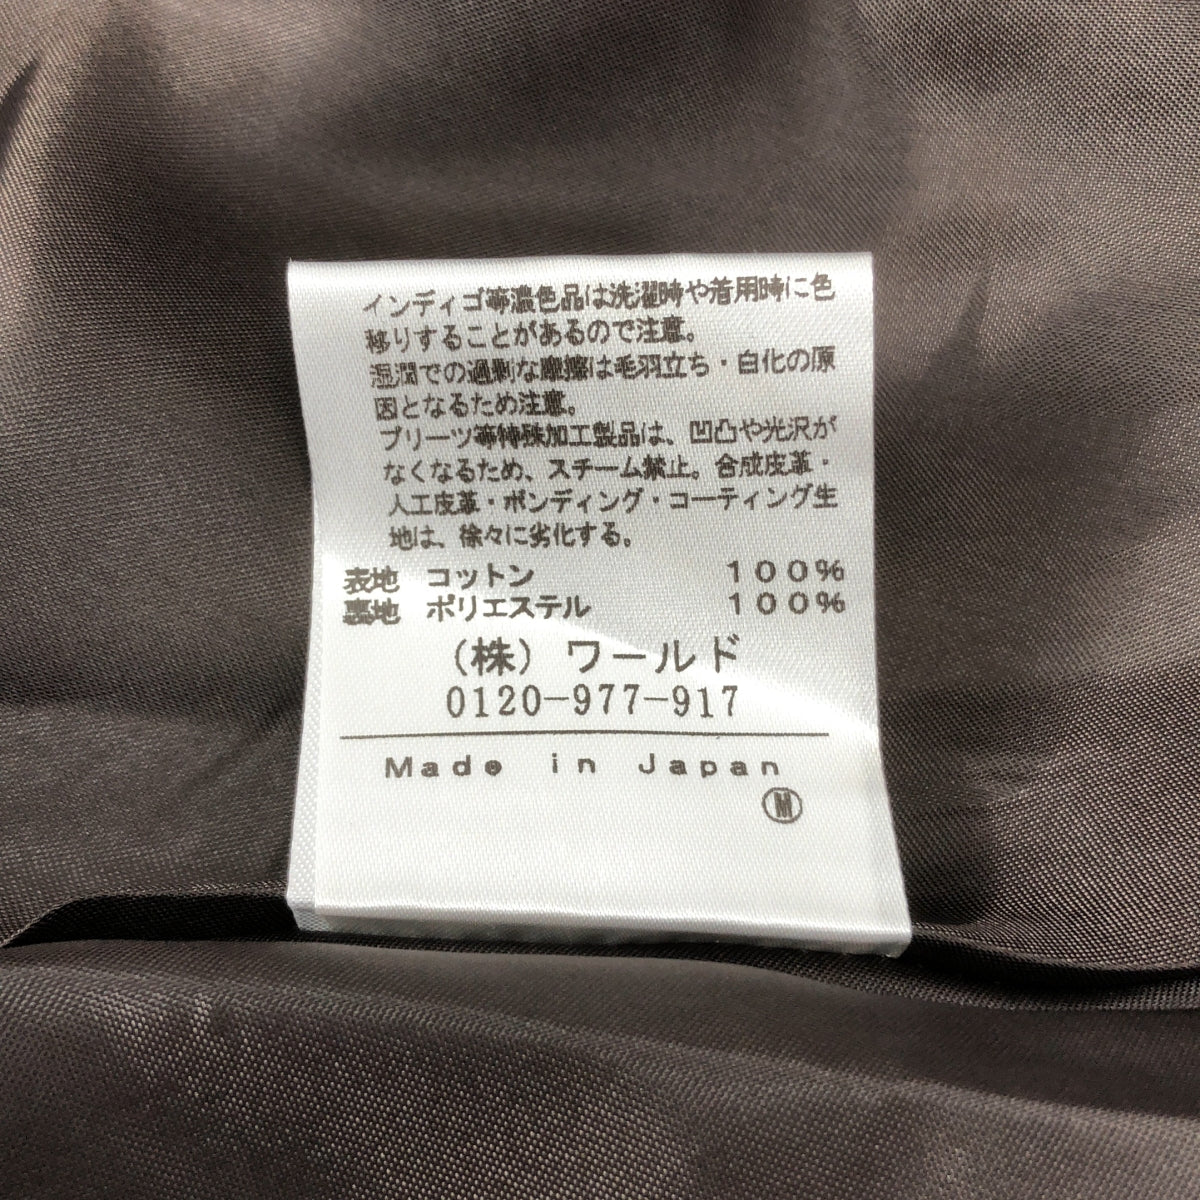 インディゴ等濃色品は洗濯時や着用時に色
移りすることがあるので注意。
湿潤での過剰な摩擦は毛羽立ち・白化の原
因となるため注意。
プリーツ等特殊加工製品は、凹凸や光沢が
なくなるため、スチーム禁止。合成皮革・
人工皮革・ボンディング・コーティング生
地は、徐々に劣化する。
表地 コットン 100%
裏地 ポリエステル 100%
(株) ワールド
0120-977-917
Made in Japan
Ⓜ